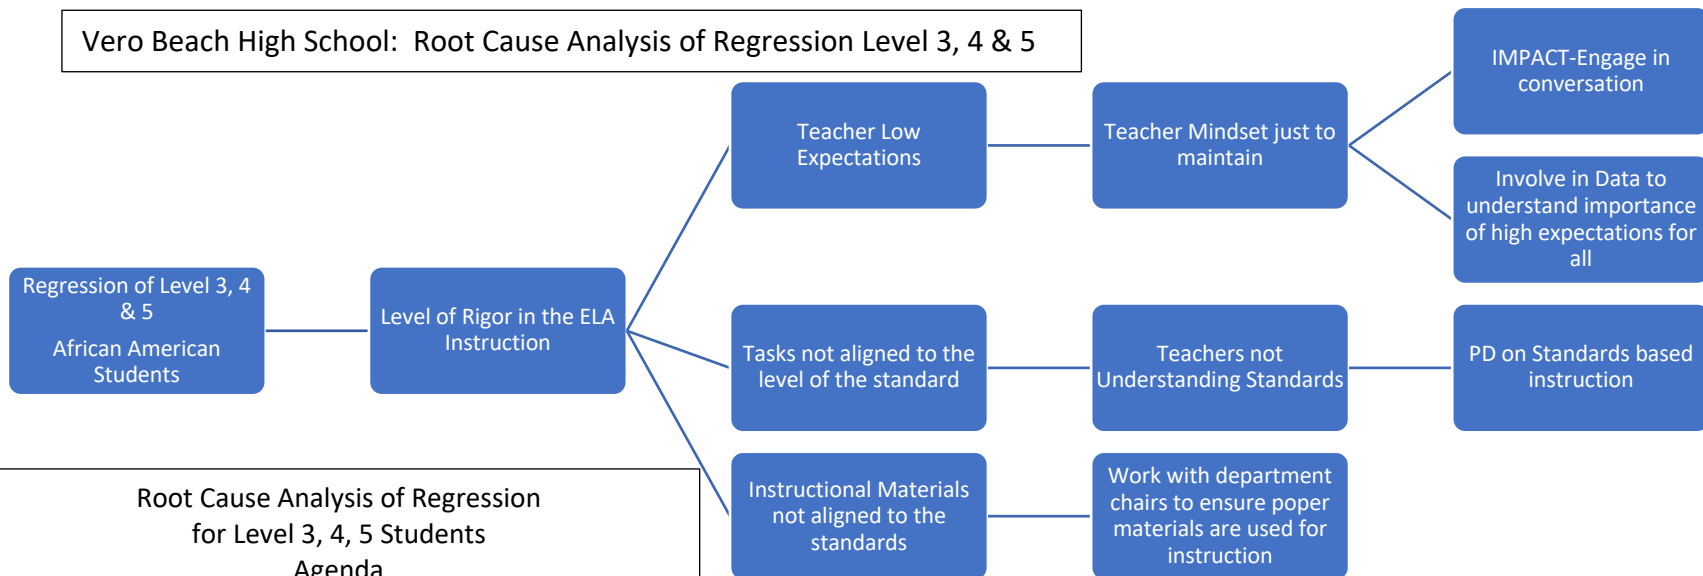 Vero Beach High School: Root Cause Analysis of Regression Level 3, 4 & 5
IMPACT-Engage in
conversation
Teacher Low
Expectations
Teacher Mindset just to
maintain
Involve in Data to
understand importance
of high expectations for
all
Regression of Level 3, 4
& 5
African American
Students
Level of Rigor in the ELA
Instruction
Tasks not aligned to the
level of the standard
Teachers not
Understanding Standards
PD on Standards based
instruction
Instructional Materials
not aligned to the
standards
Work with department
chairs to ensure poper
materials are used for
instruction
Root Cause Analysis of Regression
for Level 3, 4, 5 Students
Agenda